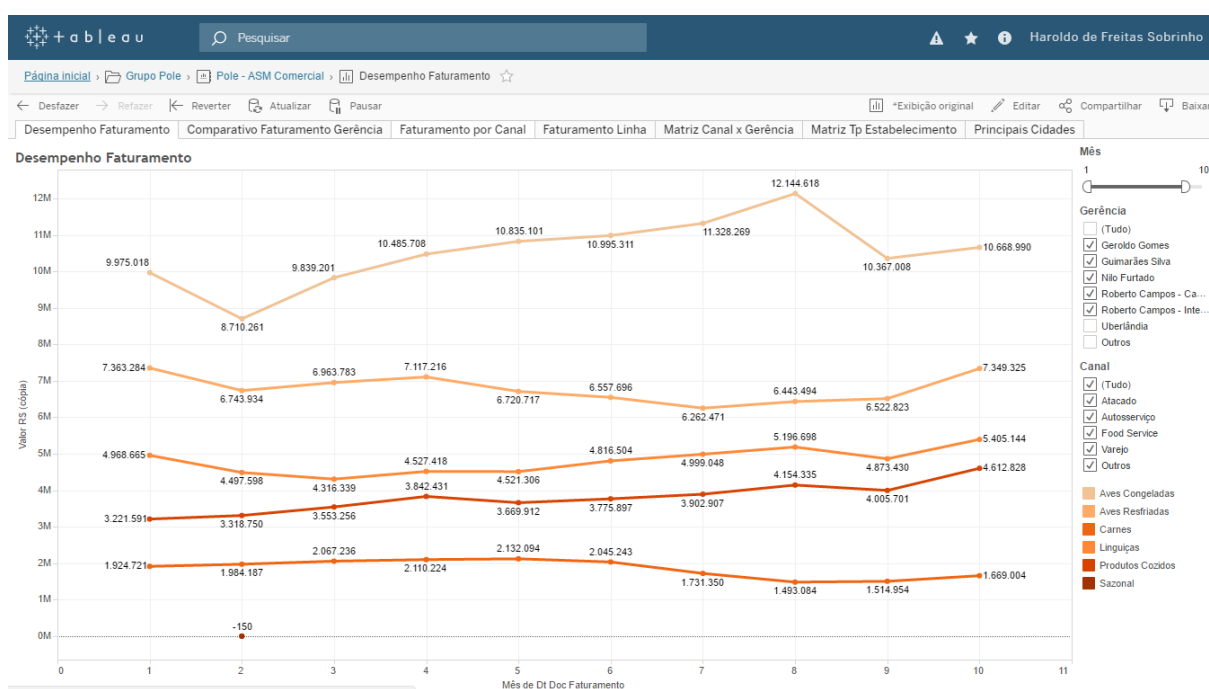 + a b | e a u
Pesquisar
Haroldo de Freitas Sobrinho
Página inicial › Grupo Pole › Pole - ASM Comercial › Desempenho Faturamento
Desfazer Refazer Reverter Atualizar Pausar *Exibição original Editar Compartilhar Baixar
Desempenho Faturamento Comparativo Faturamento Gerência Faturamento por Canal Faturamento Linha Matriz Canal x Gerência Matriz Tp Estabelecimento Principais Cidades
Desempenho Faturamento
Valor R$ (cópia)
12M
11M
10M
9M
8M
7M
6M
5M
4M
3M
2M
1M
0M
9.975.018
8.710.261
9.839.201
10.485.708
10.835.101
10.995.311
11.328.269
12.144.618
10.367.008
10.668.990
7.363.284
6.743.934
6.963.783
7.117.216
6.720.717
6.557.696
6.262.471
6.443.494
6.522.823
7.349.325
4.968.665
4.497.598
4.316.339
4.527.418
4.521.306
4.816.504
4.999.048
5.196.698
4.873.430
5.405.144
3.221.591
3.318.750
3.553.256
3.842.431
3.669.912
3.775.897
3.902.907
4.154.335
4.005.701
4.612.828
1.924.721
1.984.187
2.067.236
2.110.224
2.132.094
2.045.243
1.731.350
1.493.084
1.514.954
1.669.004
-150
0 1 2 3 4 5 6 7 8 9 10 11
Mês de Dt Doc Faturamento
Mês
1 10
Gerência
(Tudo)
Geroldo Gomes
Guimarães Silva
Nilo Furtado
Roberto Campos - Ca...
Roberto Campos - Inte...
Uberlândia
Outros
Canal
(Tudo)
Atacado
Autosserviço
Food Service
Varejo
Outros
Aves Congeladas
Aves Resfriadas
Carnes
Linguiças
Produtos Cozidos
Sazonal